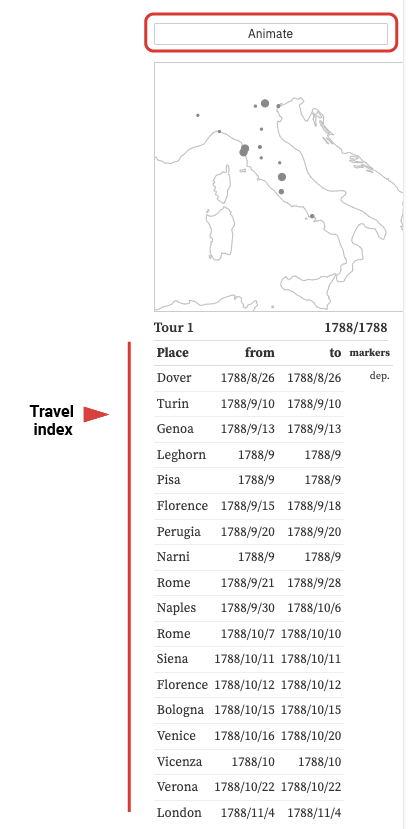 Animate
Tour 1 1788/1788
Place from to markers
Dover 1788/8/26 1788/8/26 dep.
Turin 1788/9/10 1788/9/10
Travel
index
Genoa 1788/9/13 1788/9/13
Leghorn 1788/9 1788/9
Pisa 1788/9 1788/9
Florence 1788/9/15 1788/9/18
Perugia 1788/9/20 1788/9/20
Narni 1788/9 1788/9
Rome 1788/9/21 1788/9/28
Naples 1788/9/30 1788/10/6
Rome 1788/10/7 1788/10/10
Siena 1788/10/11 1788/10/11
Florence 1788/10/12 1788/10/12
Bologna 1788/10/15 1788/10/15
Venice 1788/10/16 1788/10/20
Vicenza 1788/10 1788/10
Verona 1788/10/22 1788/10/22
London 1788/11/4 1788/11/4